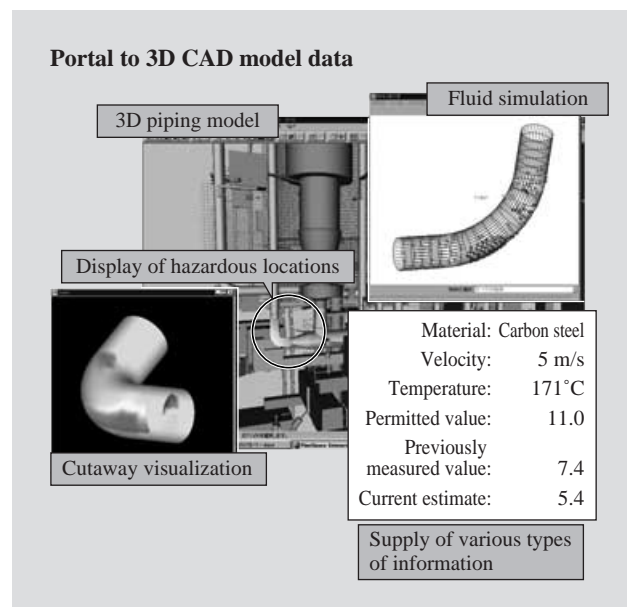 Portal to 3D CAD model data
Fluid simulation
3D piping model
Display of hazardous locations
Cutaway visualization
Material: Carbon steel
Velocity: 5 m/s
Temperature: 171˚C
Permitted value: 11.0
Previously
measured value: 7.4
Current estimate: 5.4
Supply of various types
of information